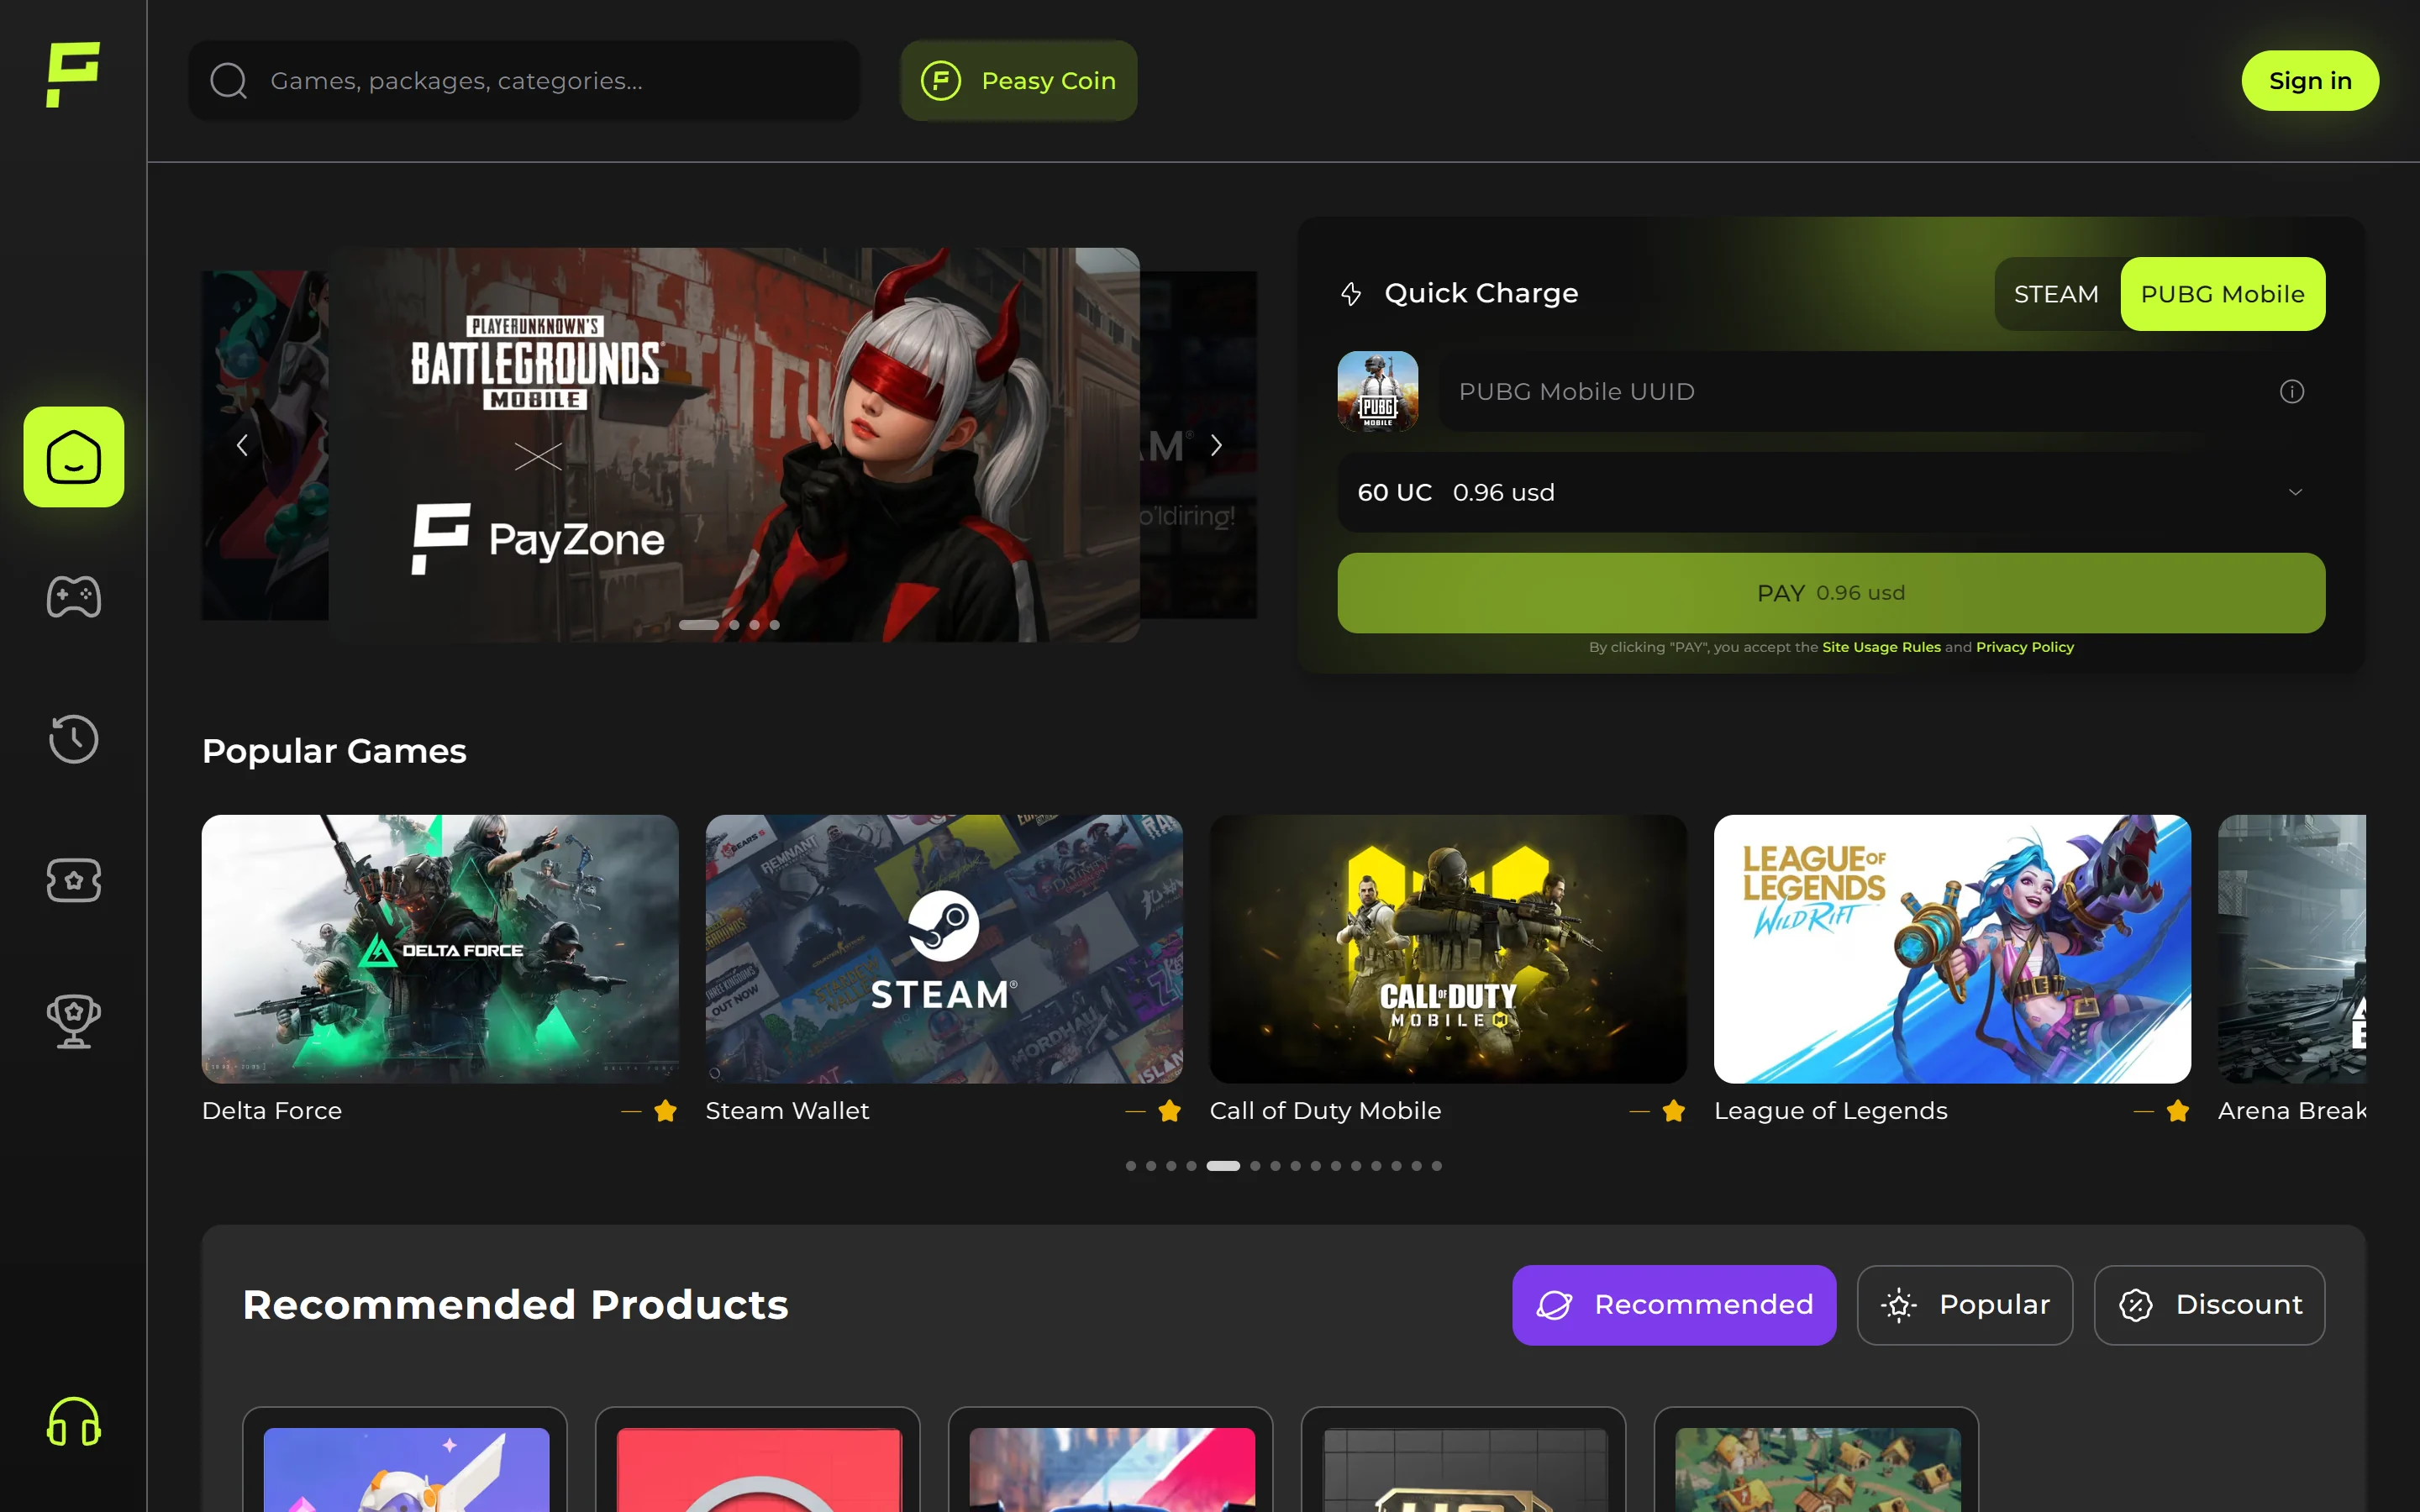 Games, packages, categories...
Peasy Coin
Sign in
PLAYERUNKNOWN'S
BATTLEGROUNDS
MOBILE
PayZone
o'ldiring!
Quick Charge
STEAM
PUBG Mobile
PUBG
MOBILE
PUBG Mobile UUID
60 UC 0.96 usd
PAY 0.96 usd
By clicking "PAY", you accept the Site Usage Rules and Privacy Policy
Popular Games
DELTA FORCE
STEAM®
CALL OF DUTY
MOBILE
LEAGUE OF
LEGENDS
WILD RIFT
Delta Force
Steam Wallet
Call of Duty Mobile
League of Legends
Arena Break
Recommended Products
Recommended
Popular
Discount